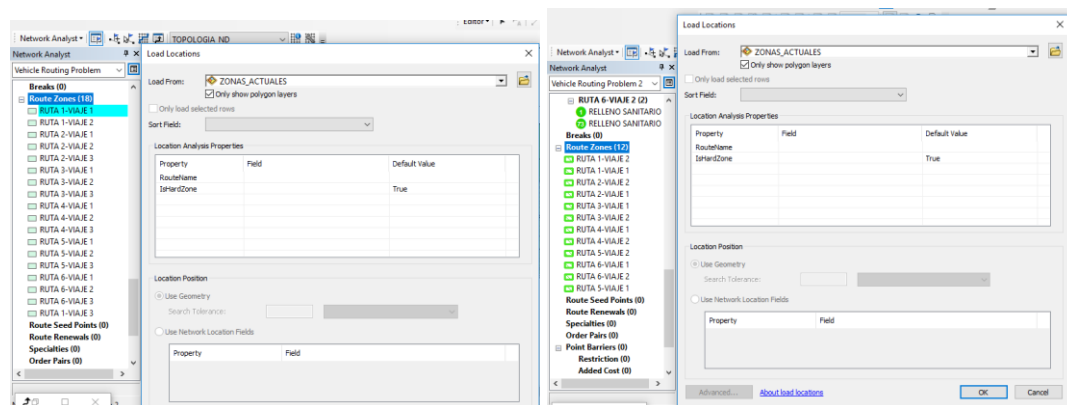 Editor
Network Analyst
TOPOLOGIA_ND
Network Analyst
Vehicle Routing Problem
Breaks (0)
Route Zones (18)
RUTA 1-VIAJE 1
RUTA 1-VIAJE 2
RUTA 2-VIAJE 1
RUTA 2-VIAJE 2
RUTA 2-VIAJE 3
RUTA 3-VIAJE 1
RUTA 3-VIAJE 2
RUTA 3-VIAJE 3
RUTA 4-VIAJE 1
RUTA 4-VIAJE 2
RUTA 4-VIAJE 3
RUTA 5-VIAJE 1
RUTA 5-VIAJE 2
RUTA 5-VIAJE 3
RUTA 6-VIAJE 1
RUTA 6-VIAJE 2
RUTA 6-VIAJE 3
RUTA 1-VIAJE 3
Route Seed Points (0)
Route Renewals (0)
Specialties (0)
Order Pairs (0)
Load Locations
Load From: ZONAS_ACTUALES
Only show polygon layers
Only load selected rows
Sort Field:
Location Analysis Properties
Property Field Default Value
RouteName
IsHardZone True
Location Position
Use Geometry
Search Tolerance:
Use Network Location Fields
Property Field
Network Analyst
Network Analyst
Vehicle Routing Problem 2
RUTA 6-VIAJE 2 (2)
RELLENO SANITARIO
RELLENO SANITARIO
Breaks (0)
Route Zones (12)
RUTA 1-VIAJE 2
RUTA 1-VIAJE 1
RUTA 2-VIAJE 2
RUTA 2-VIAJE 1
RUTA 3-VIAJE 1
RUTA 3-VIAJE 2
RUTA 4-VIAJE 1
RUTA 4-VIAJE 2
RUTA 5-VIAJE 2
RUTA 6-VIAJE 1
RUTA 6-VIAJE 2
RUTA 5-VIAJE 1
Route Seed Points (0)
Route Renewals (0)
Specialties (0)
Order Pairs (0)
Point Barriers (0)
Restriction (0)
Added Cost (0)
Load Locations
Load From: ZONAS_ACTUALES
Only show polygon layers
Only load selected rows
Sort Field:
Location Analysis Properties
Property Field Default Value
RouteName
IsHardZone True
Location Position
Use Geometry
Search Tolerance:
Use Network Location Fields
Property Field
Advanced... About load locations OK Cancel